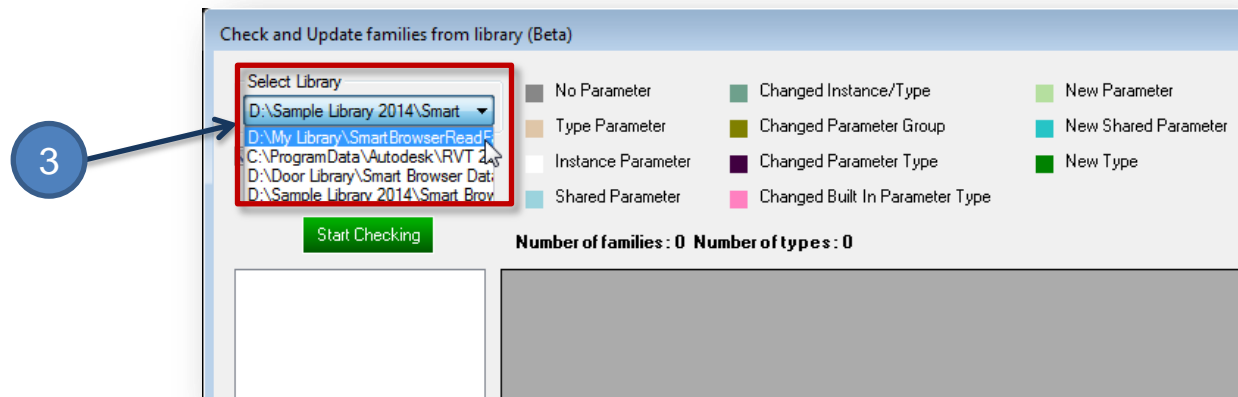 Check and Update families from library (Beta)
Select Library
D:\Sample Library 2014\Smart
D:\My Library\SmartBrowserRead
C:\ProgramData\Autodesk\RVT 2
D:\Door Library\Smart Browser Dat
D:\Sample Library 2014\Smart Brow
3
Start Checking
No Parameter
Type Parameter
Instance Parameter
Shared Parameter
Changed Instance/Type
Changed Parameter Group
Changed Parameter Type
Changed Built In Parameter Type
New Parameter
New Shared Parameter
New Type
Number of families : 0 Number of types : 0